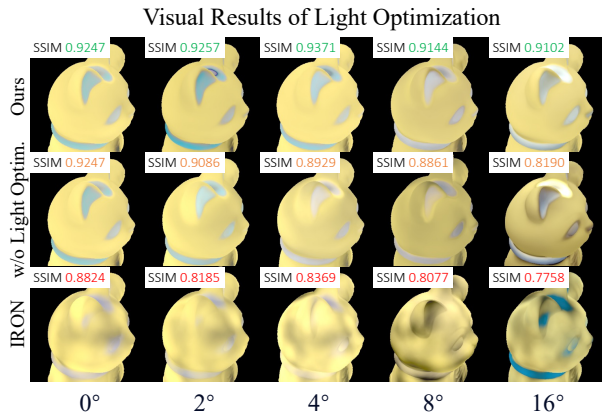 Visual Results of Light Optimization
Ours
SSIM 0.9247 SSIM 0.9257 SSIM 0.9371 SSIM 0.9144 SSIM 0.9102
w/o Light Optim.
SSIM 0.9247 SSIM 0.9086 SSIM 0.8929 SSIM 0.8861 SSIM 0.8190
IRON
SSIM 0.8824 SSIM 0.8185 SSIM 0.8369 SSIM 0.8077 SSIM 0.7758
0° 2° 4° 8° 16°